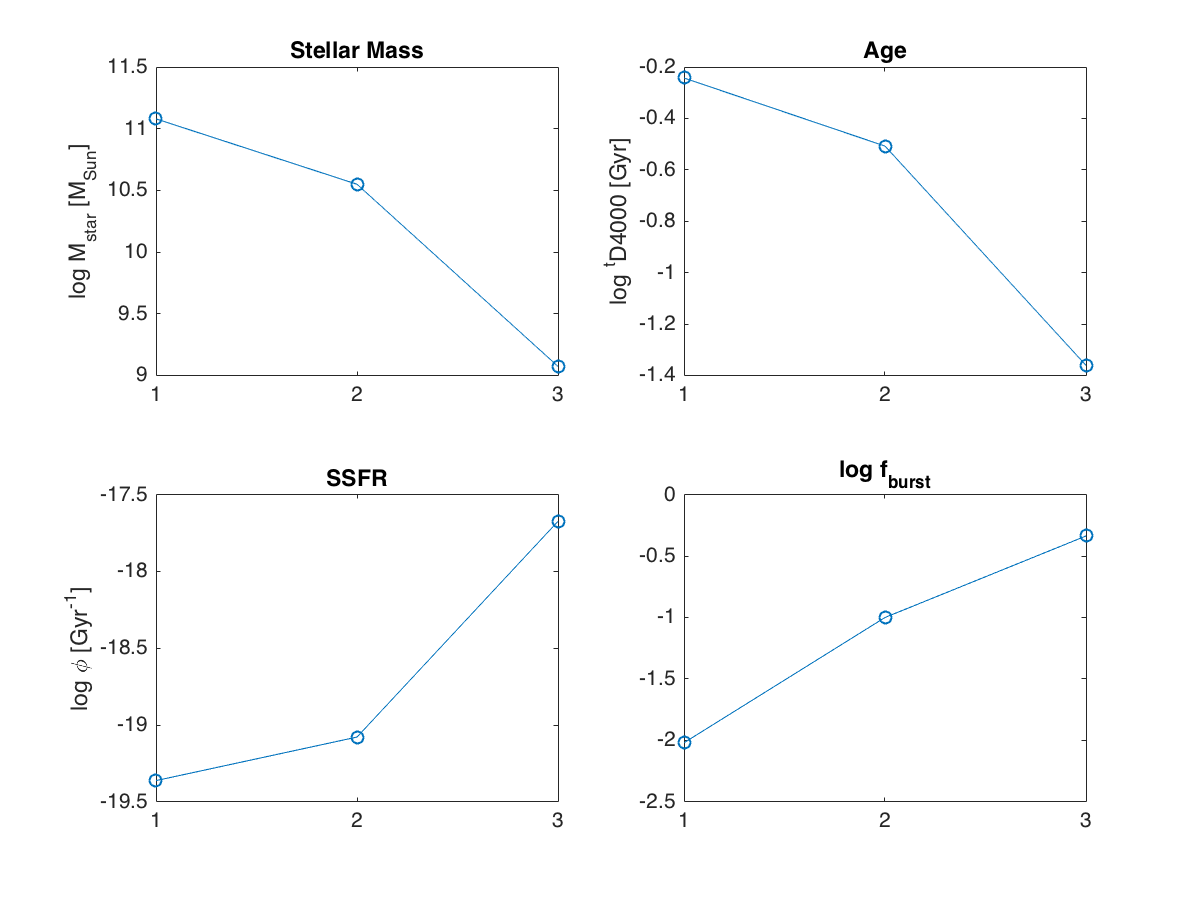 Stellar Mass
11.5
11
10.5
10
9.5
9
1 2 3
log M_star [M_Sun]
Age
-0.2
-0.4
-0.6
-0.8
-1
-1.2
-1.4
1 2 3
log ^tD4000 [Gyr]
SSFR
-17.5
-18
-18.5
-19
-19.5
1 2 3
log ϕ [Gyr^-1]
log f_burst
0
-0.5
-1
-1.5
-2
-2.5
1 2 3